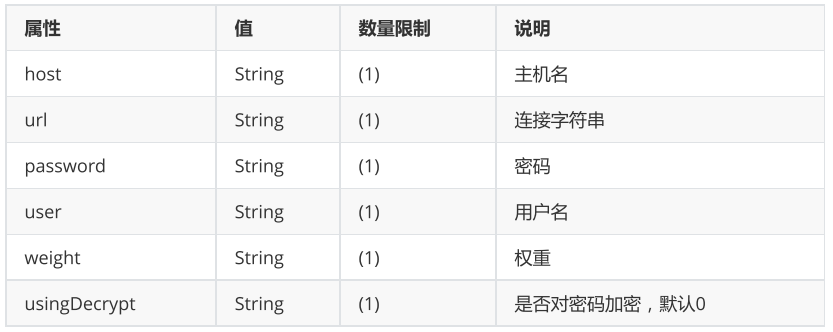 属性 值 数量限制 说明
host String (1) 主机名
url String (1) 连接字符串
password String (1) 密码
user String (1) 用户名
weight String (1) 权重
usingDecrypt String (1) 是否对密码加密，默认0